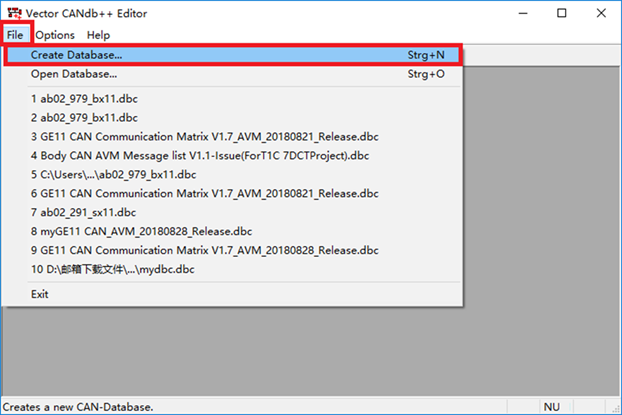 Vector CANdb++ Editor
File Options Help
Create Database... Strg+N
Open Database... Strg+O
1 ab02_979_bx11.dbc
2 ab02_979_bx11.dbc
3 GE11 CAN Communication Matrix V1.7_AVM_20180821_Release.dbc
4 Body CAN AVM Message list V1.1-Issue(ForT1C 7DCTProject).dbc
5 C:\Users\...\ab02_979_bx11.dbc
6 GE11 CAN Communication Matrix V1.7_AVM_20180821_Release.dbc
7 ab02_291_sx11.dbc
8 myGE11 CAN_AVM_20180828_Release.dbc
9 GE11 CAN Communication Matrix V1.7_AVM_20180828_Release.dbc
10 D:\邮箱下载文件\...\mydbc.dbc
Exit
Creates a new CAN-Database. NU